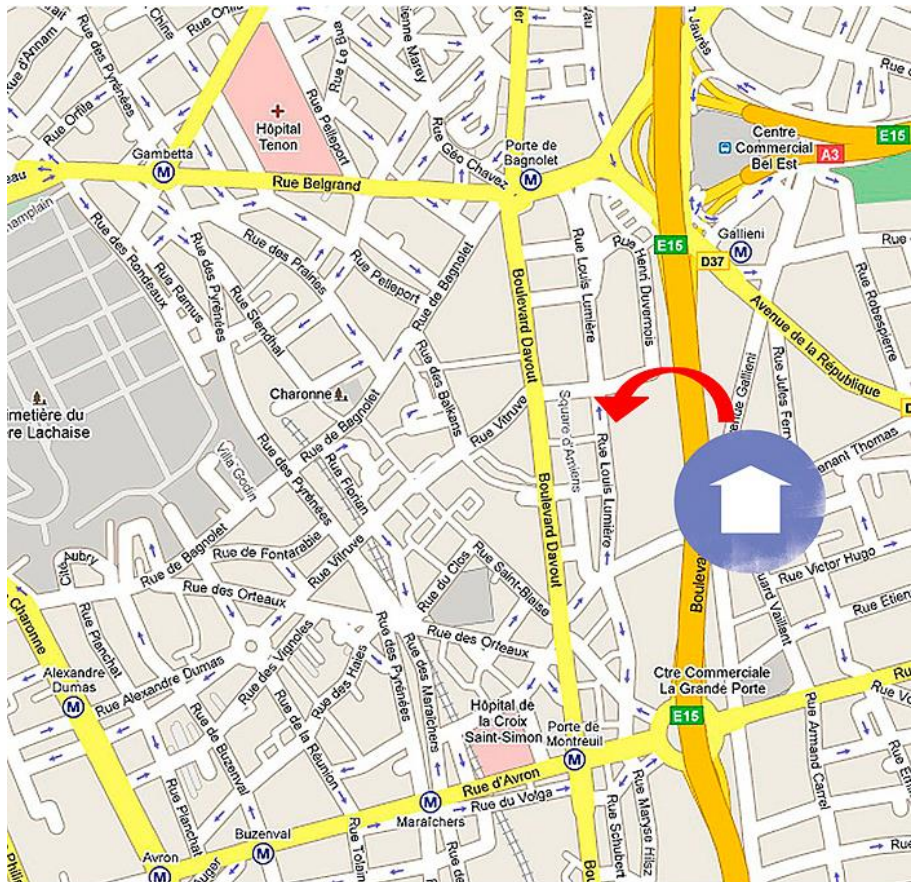 Rue Orfila
Rue des Pyrénées
Rue Orfila
Rue Pelleport
Hôpital
Tenon
Gambetta
M
Rue Belgrand
Rue Géo Chavez
Porte de
Bagnolet
M
Jaurès
Centre
Commercial
Bel Est
E15
A3
Gallieni
M
E15
D37
Avenue de la République
Rue Robespierre
Rue des Rondeaux
Rue Ramus
Rue des Pyrénées
Rue Stendhal
Rue des Prairies
Rue Pelleport
Rue de Bagnolet
Boulevard Davout
Rue Louis Lumière
Rue Henri Duvernois
Charonne
Rue de Bagnolet
Rue des Balkans
Rue Vitruve
Square d'Amiens
Rue Louis Lumière
Boulevard Davout
Villa Godin
Rue des Pyrénées
Rue Florian
Rue de Bagnolet
Rue de Fontarabie
Rue Vitruve
Rue du Clos
Rue Saint-Blaise
Rue Victor Hugo
Rue des Orteaux
Rue des Orteaux
Rue Planchat
Rue Alexandre Dumas
Alexandre
Dumas
M
Rue des Vignoles
Rue des Haies
Rue de Buzenval
Rue de la Réunion
Rue des Pyrénées
Rue des Maraîchers
Hôpital de
la Croix
Saint-Simon
Porte de
Montreuil
M
Ctre Commerciale
La Grande Porte
E15
Rue Armand Carrel
Rue d'Avron
Rue du Volga
M
Maraîchers
Buzenval
M
Avron
M
Rue Planchat
Rue Schubert
Rue Maryse Hilsz